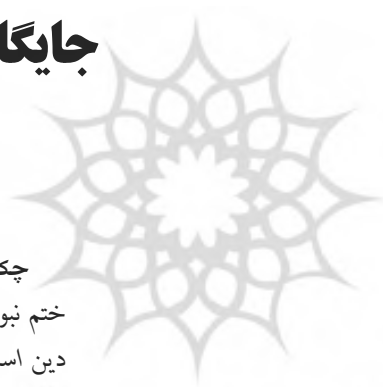 جایگا
چک
ختم نبو
دین اس